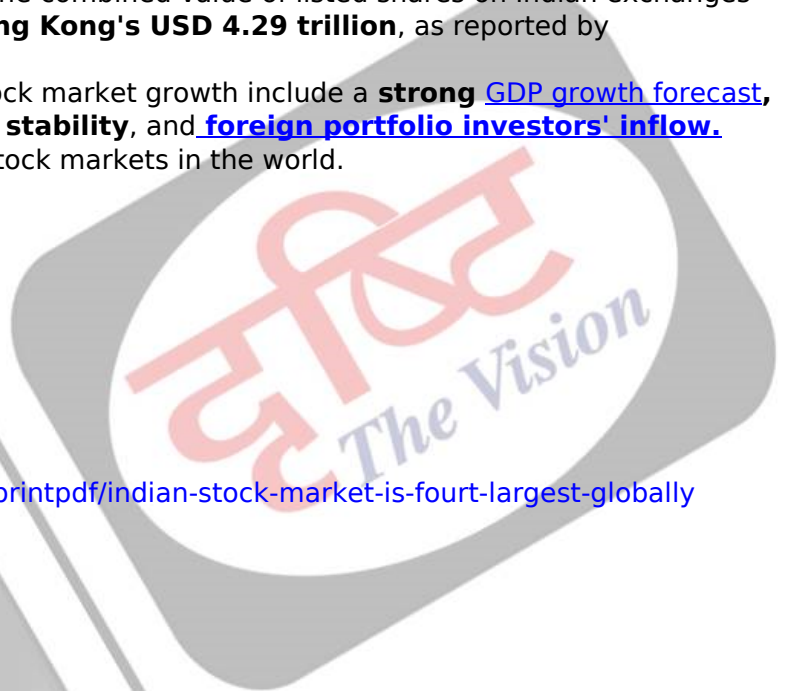 ng Kong's USD 4.29 trillion, as reported by
ock market growth include a strong GDP growth forecast,
stability, and foreign portfolio investors' inflow.
tock markets in the world.
दृष्टि
The Vision
printpdf/indian-stock-market-is-fourt-largest-globally